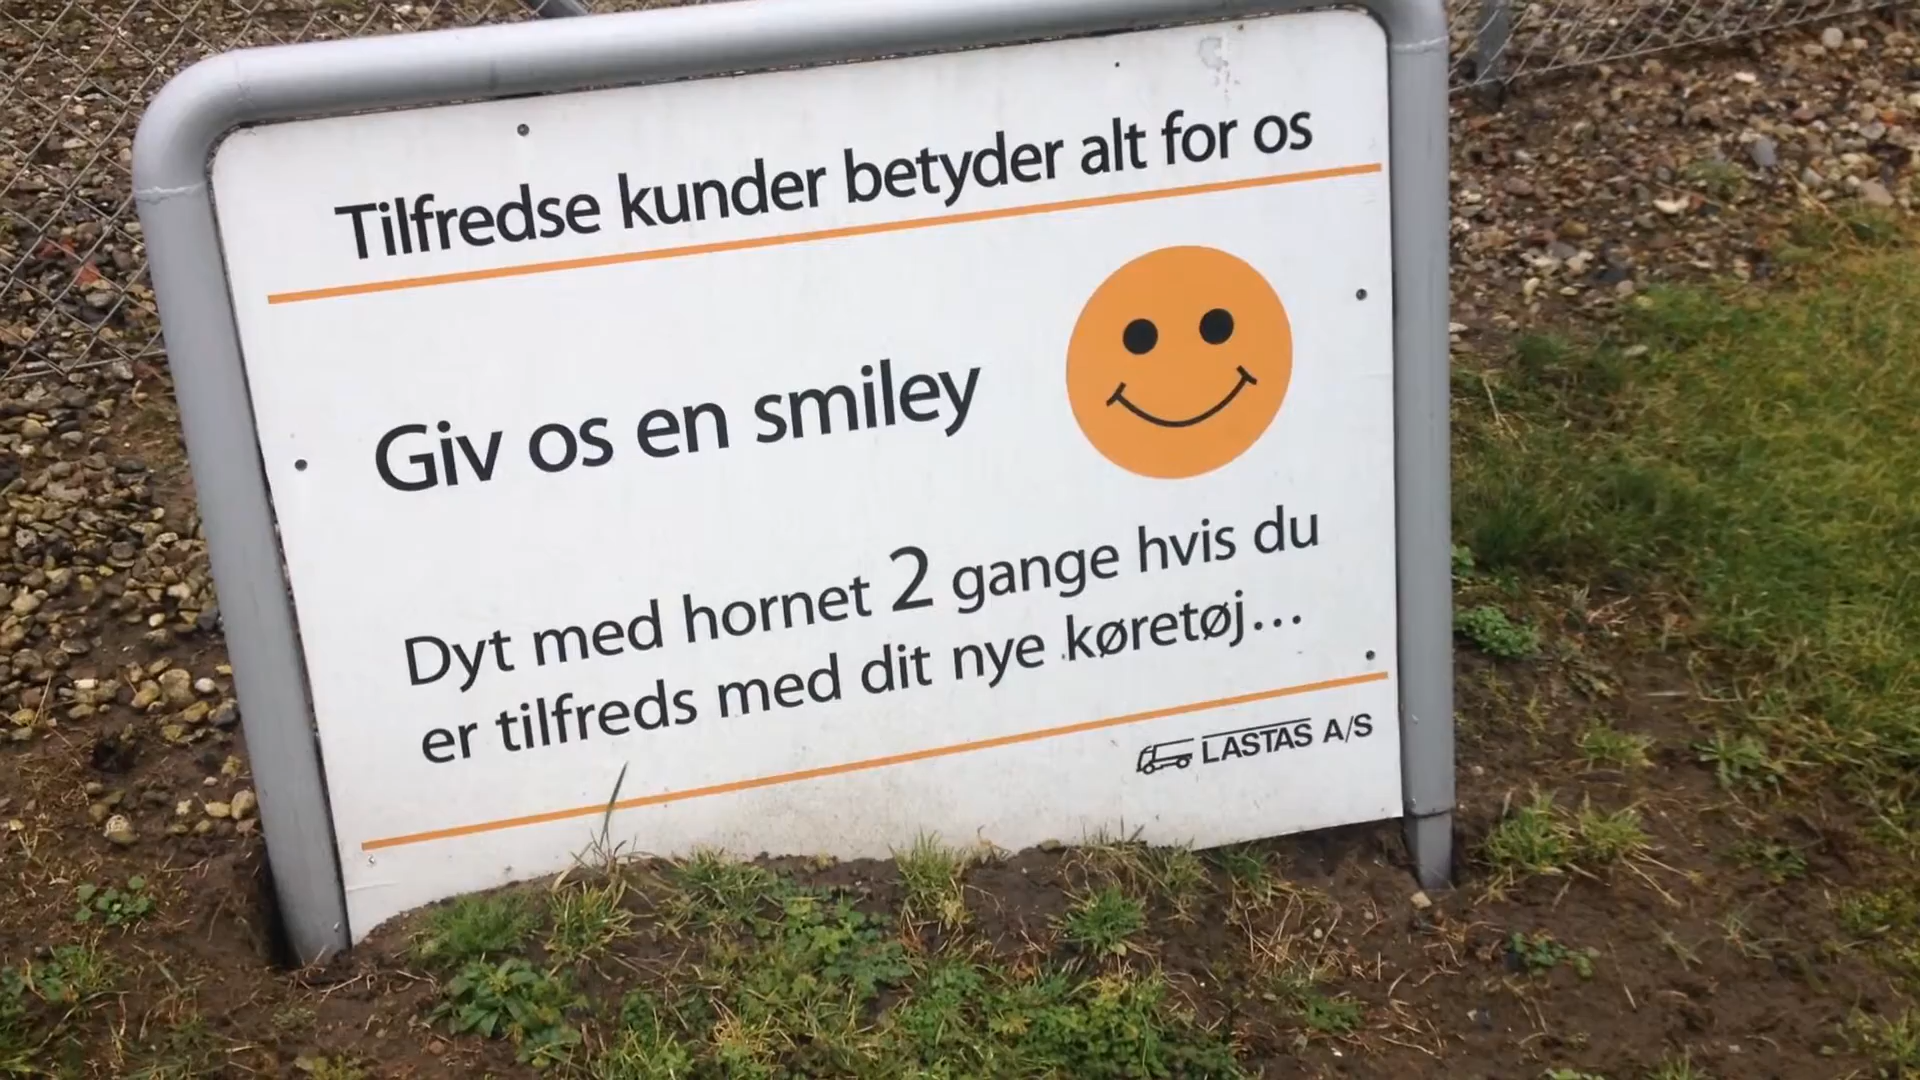 Tilfredse kunder betyder alt for os
Giv os en smiley
Dyt med hornet 2 gange hvis du
er tilfreds med dit nye køretøj...
LASTAS A/S